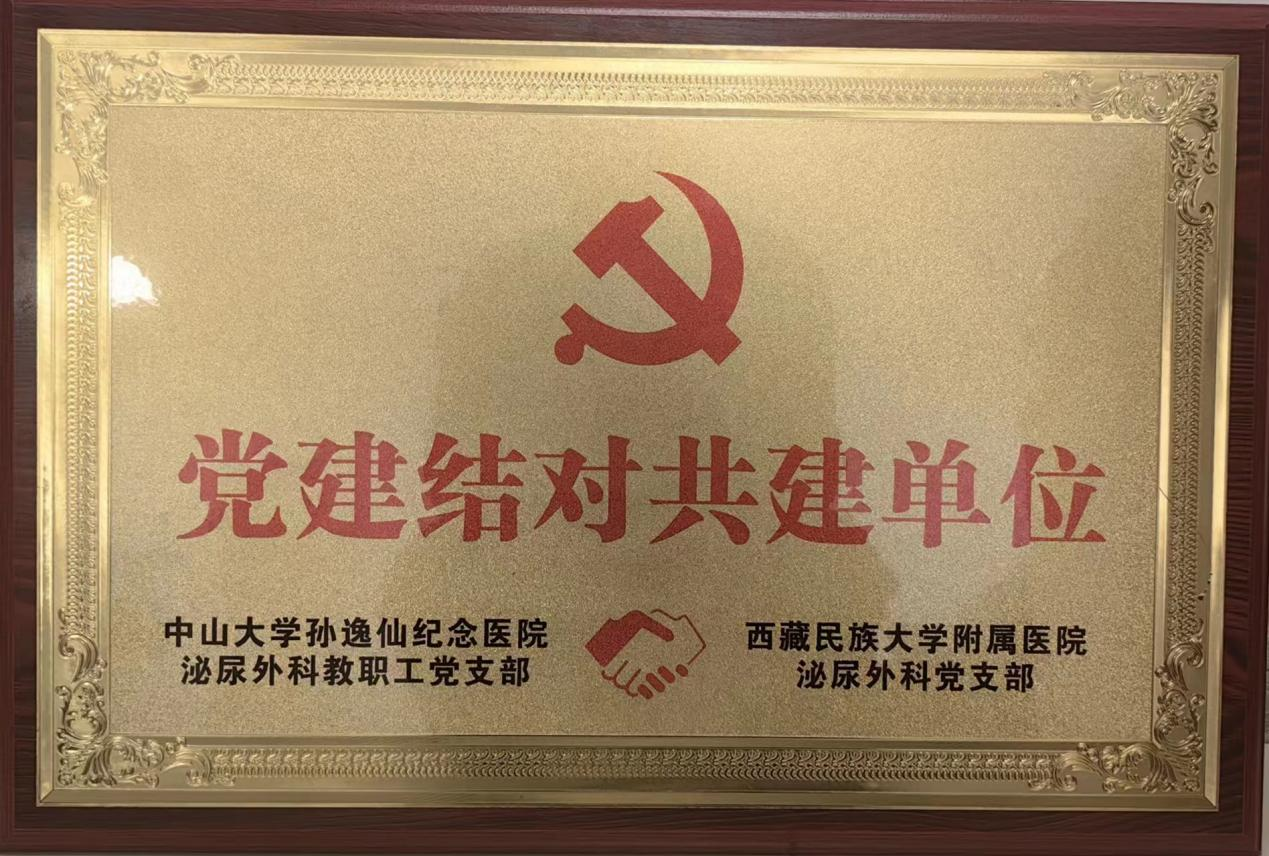 党建结对共建单位
中山大学孙逸仙纪念医院
泌尿外科教职工党支部
西藏民族大学附属医院
泌尿外科党支部